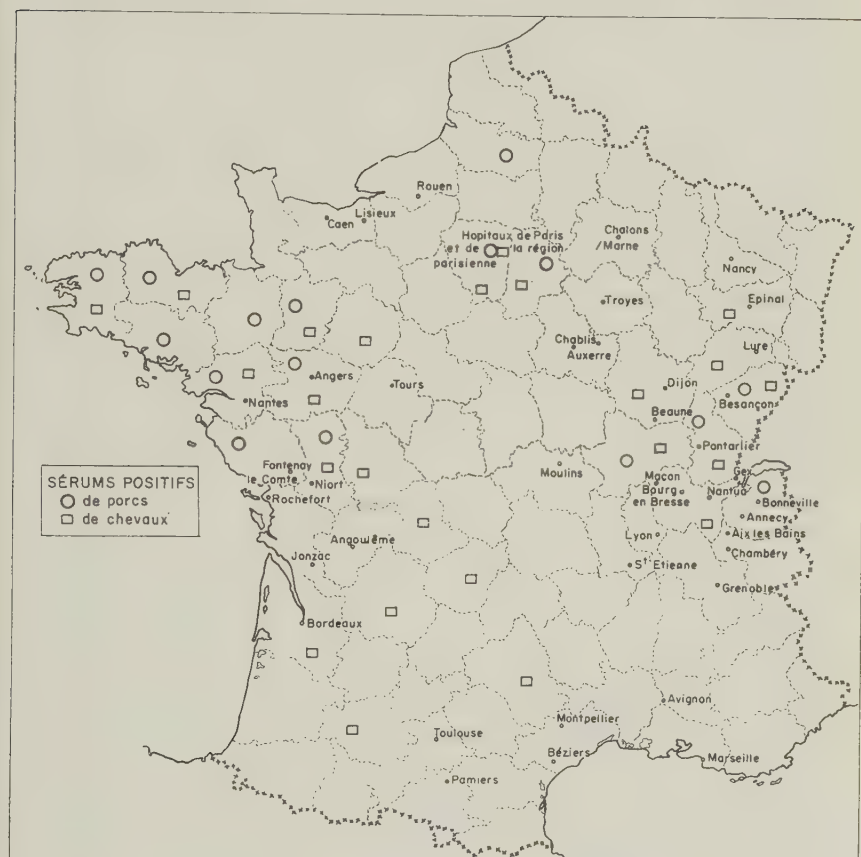 Rouen
Lisieux
Caen
Hopitaux de Paris
et de la région
parisienne
Chalons
/Marne
Nancy
Troyes
Epinal
Chablis
Auxerre
Lure
Angers
Tours
Dijon
Besançon
Nantes
Beaune
Pontarlier
SÉRUMS POSITIFS
de porcs
de chevaux
Fontenay
le Comte
Niort
Rochefort
Moulins
Macon
Bourg
en Bresse
Gex
Nantua
Bonneville
Annecy
Angoulême
Lyon
Aix les Bains
Jonzac
Chambéry
St Etienne
Grenoble
Bordeaux
Avignon
Montpellier
Toulouse
Béziers
Marseille
Pamiers